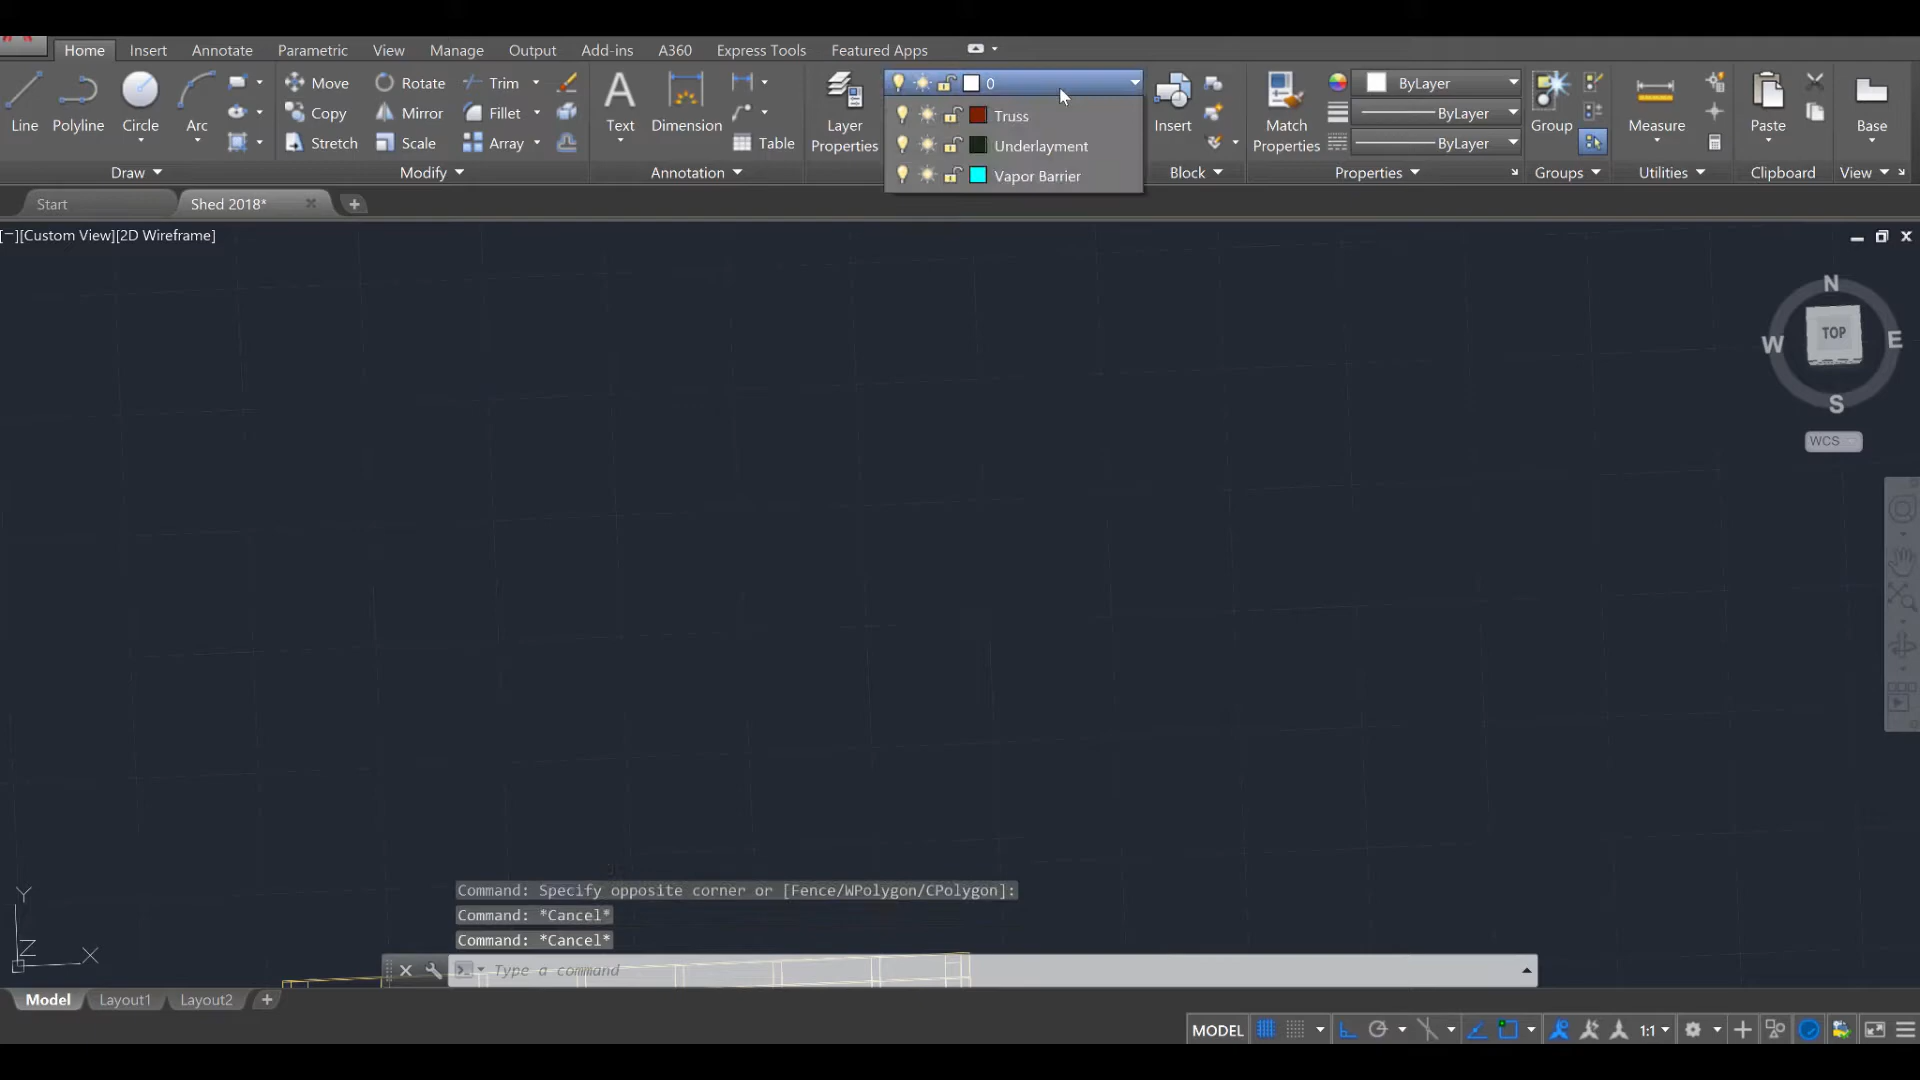 Home Insert Annotate Parametric View Manage Output Add-ins A360 Express Tools Featured Apps
Line Polyline Circle Arc
Move Rotate Trim
Copy Mirror Fillet
Stretch Scale Array
Text Dimension Table
Layer Properties
0
Truss
Underlayment
Vapor Barrier
Insert
Match Properties
ByLayer
ByLayer
ByLayer
Group Measure Paste Base
Draw Modify Annotation Block Properties Groups Utilities Clipboard View
Start Shed 2018*
[−][Custom View][2D Wireframe]
N
W TOP E
S
WCS
Y
Z X
Command: Specify opposite corner or [Fence/WPolygon/CPolygon]:
Command: *Cancel*
Command: *Cancel*
Type a command
Model Layout1 Layout2
MODEL 1:1